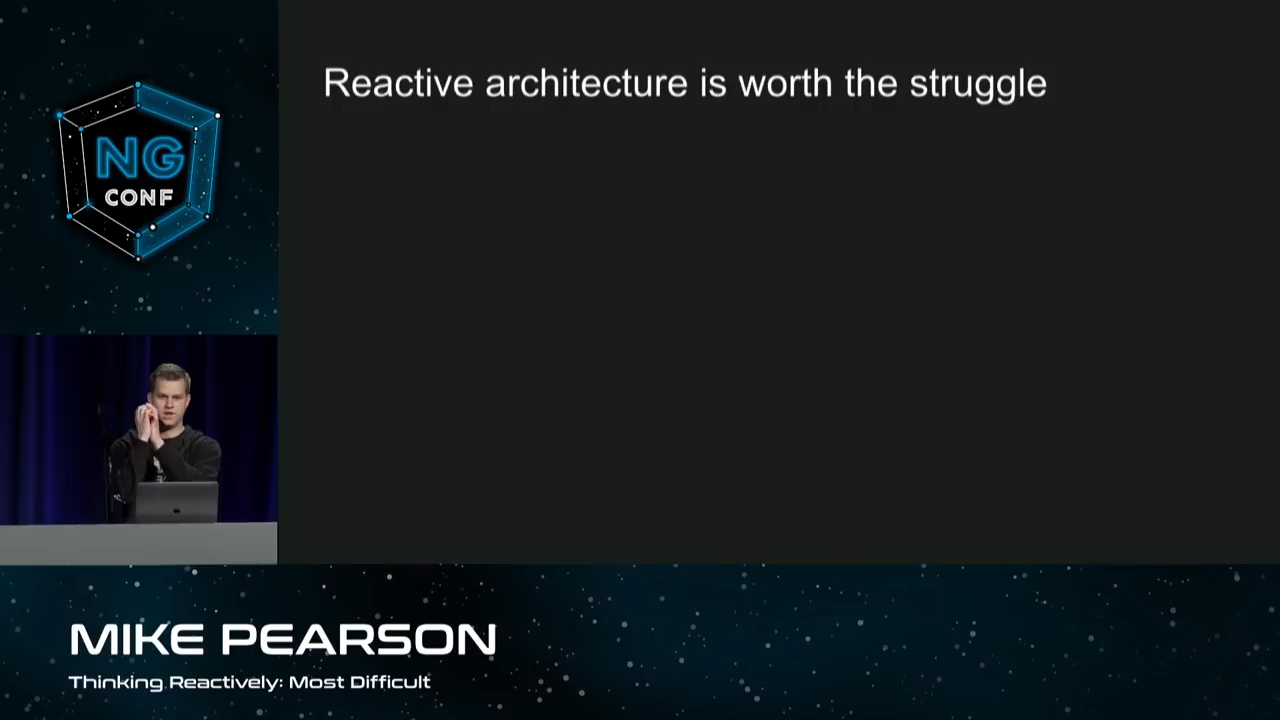 Reactive architecture is worth the struggle
NG
CONF
MIKE PEARSON
Thinking Reactively: Most Difficult